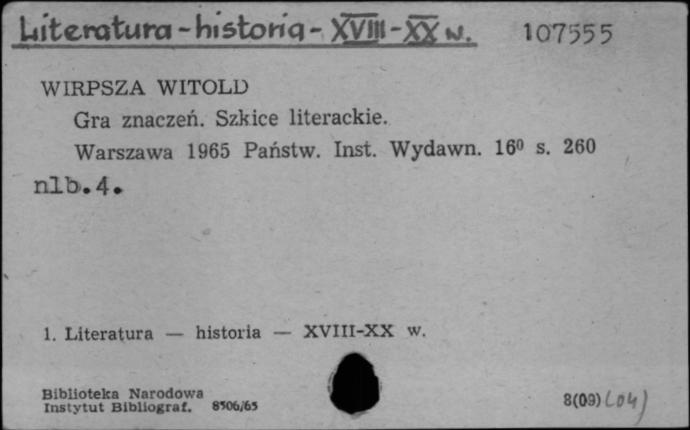 Literatura - historia - XVIII - XX w. 107555
WIRPSZA WITOLD
Gra znaczeń. Szkice literackie.
Warszawa 1965 Państw. Inst. Wydawn. 16⁰ s. 260
nlb.4.
1. Literatura — historia — XVIII-XX w.
Biblioteka Narodowa
Instytut Bibliograf. 8506/65 8(09)(04)